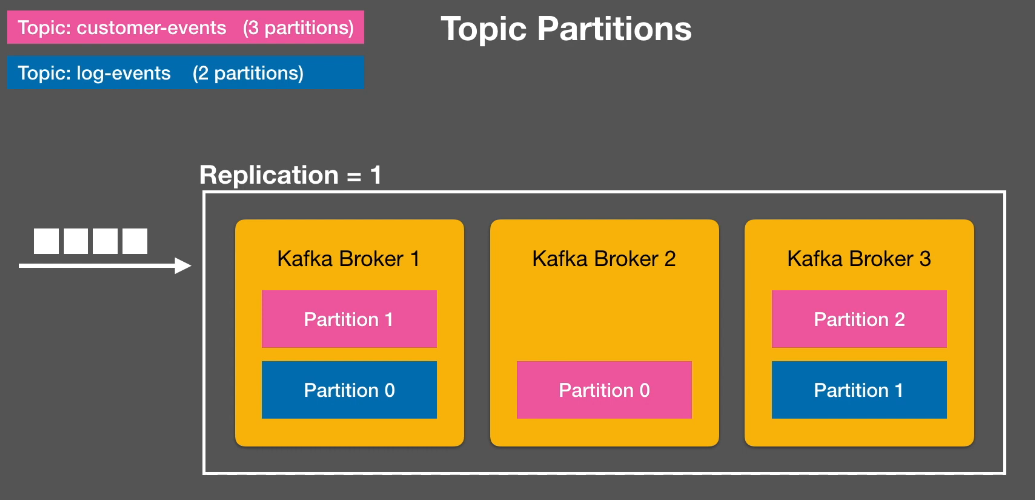 Topic: customer-events (3 partitions)
Topic Partitions
Topic: log-events (2 partitions)
Replication = 1
Kafka Broker 1
Partition 1
Partition 0
Kafka Broker 2
Partition 0
Kafka Broker 3
Partition 2
Partition 1